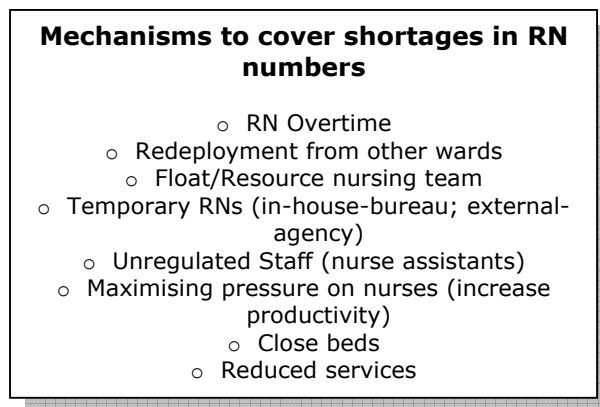 Mechanisms to cover shortages in RN
numbers
o RN Overtime
o Redeployment from other wards
o Float/Resource nursing team
o Temporary RNs (in-house-bureau; external-
agency)
o Unregulated Staff (nurse assistants)
o Maximising pressure on nurses (increase
productivity)
o Close beds
o Reduced services